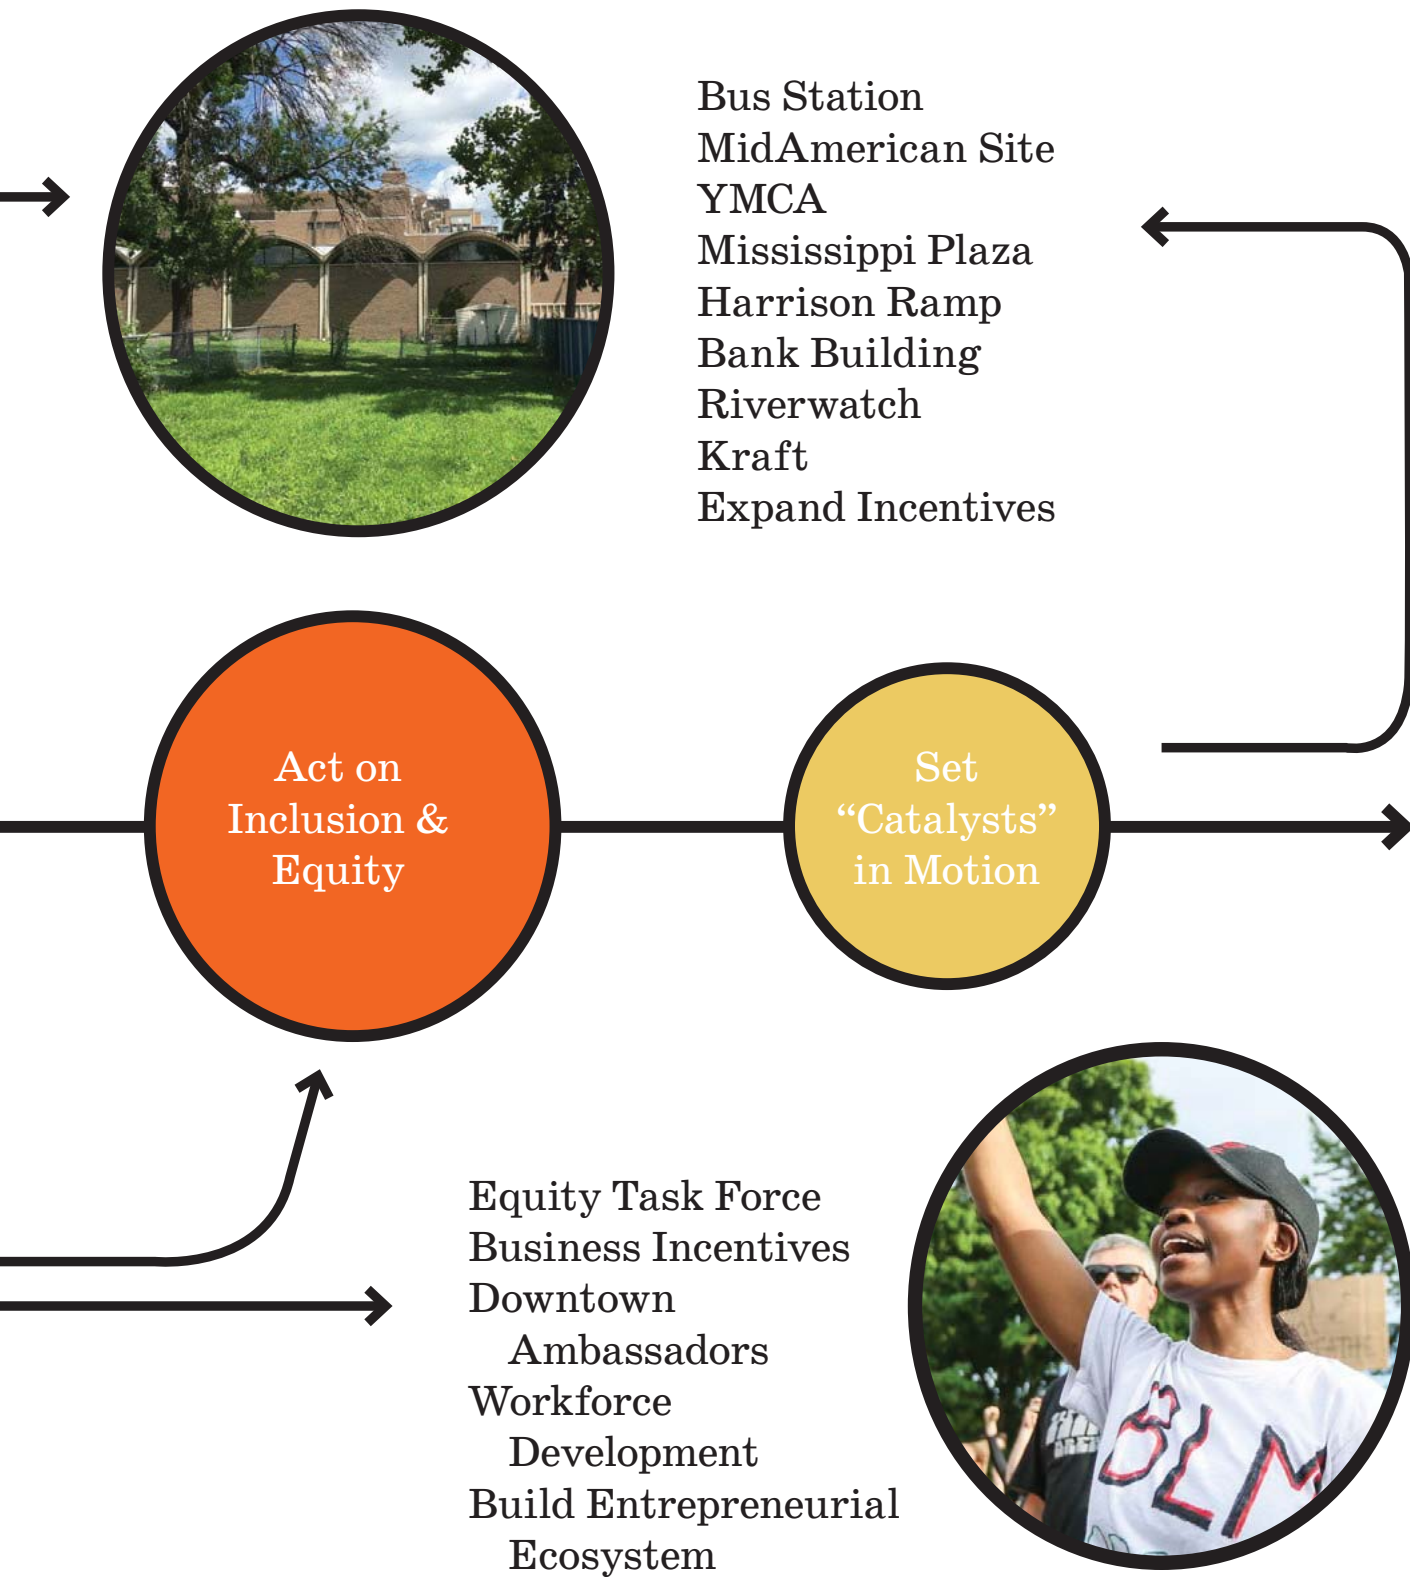 Bus Station
MidAmerican Site
YMCA
Mississippi Plaza
Harrison Ramp
Bank Building
Riverwatch
Kraft
Expand Incentives
Act on
Inclusion &
Equity
Set
“Catalysts”
in Motion
Equity Task Force
Business Incentives
Downtown
Ambassadors
Workforce
Development
Build Entrepreneurial
Ecosystem
BLM